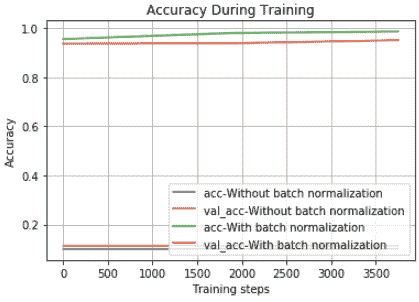 Accuracy During Training
Accuracy
1.0
0.8
0.6
0.4
0.2
acc-Without batch normalization
val_acc-Without batch normalization
acc-With batch normalization
val_acc-With batch normalization
0 500 1000 1500 2000 2500 3000 3500
Training steps